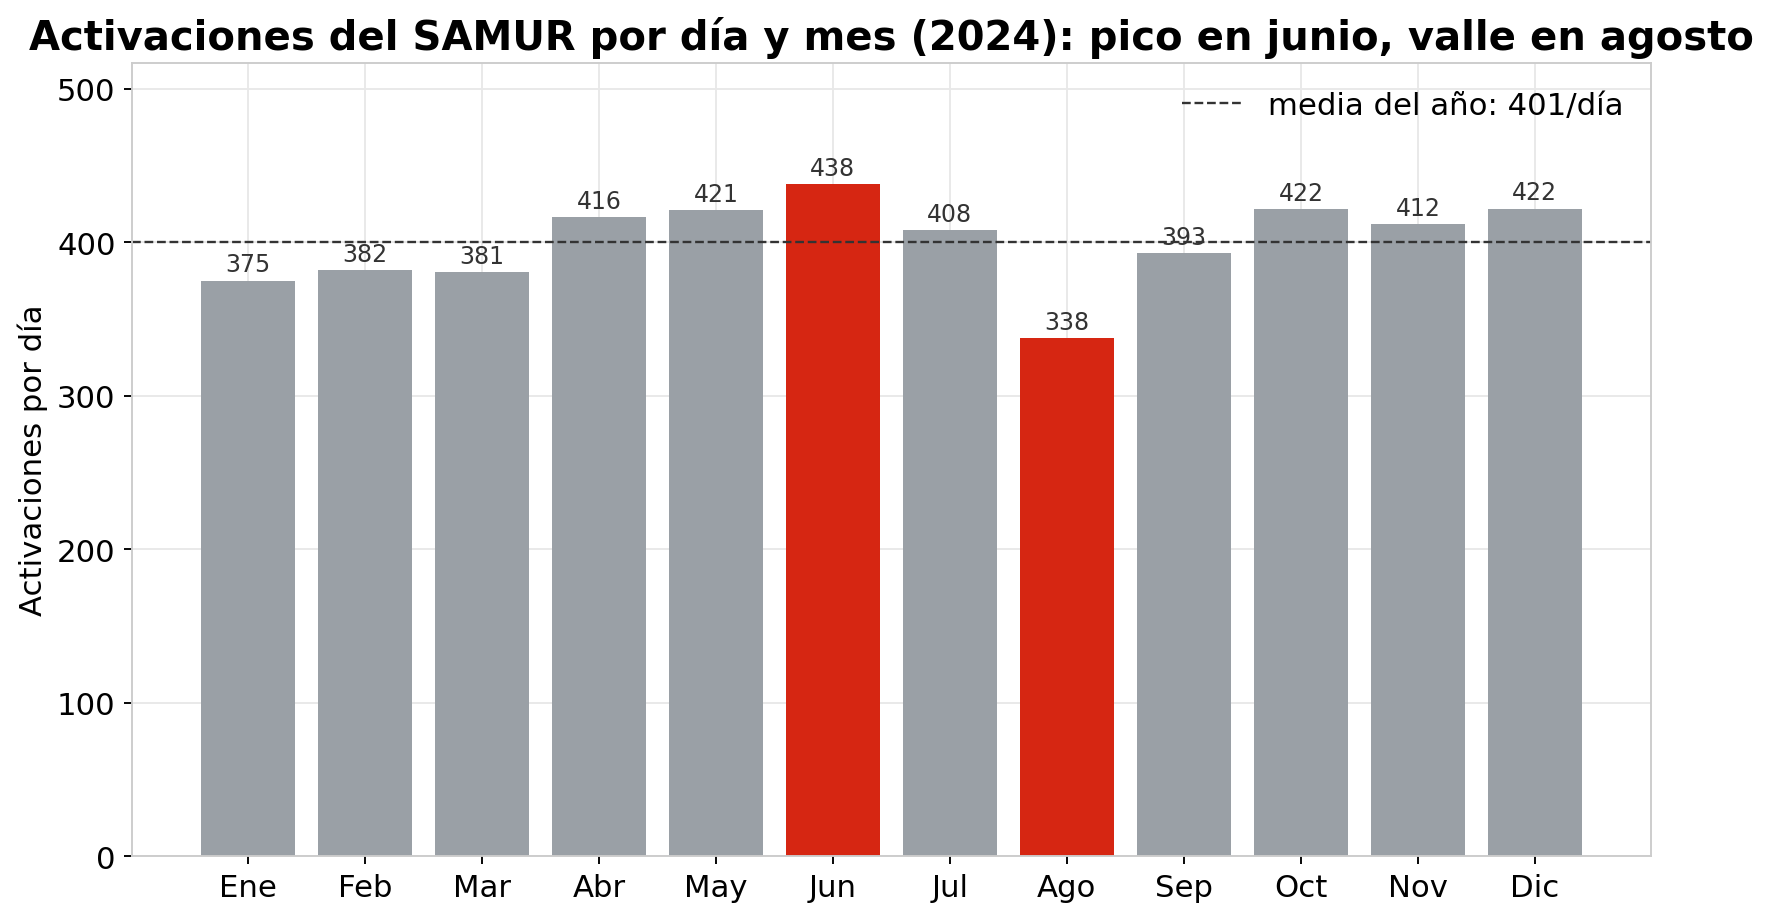 Activaciones del SAMUR por día y mes (2024): pico en junio, valle en agosto
media del año: 401/día
Activaciones por día
500
400
300
200
100
0
375
382
381
416
421
438
408
338
393
422
412
422
Ene
Feb
Mar
Abr
May
Jun
Jul
Ago
Sep
Oct
Nov
Dic